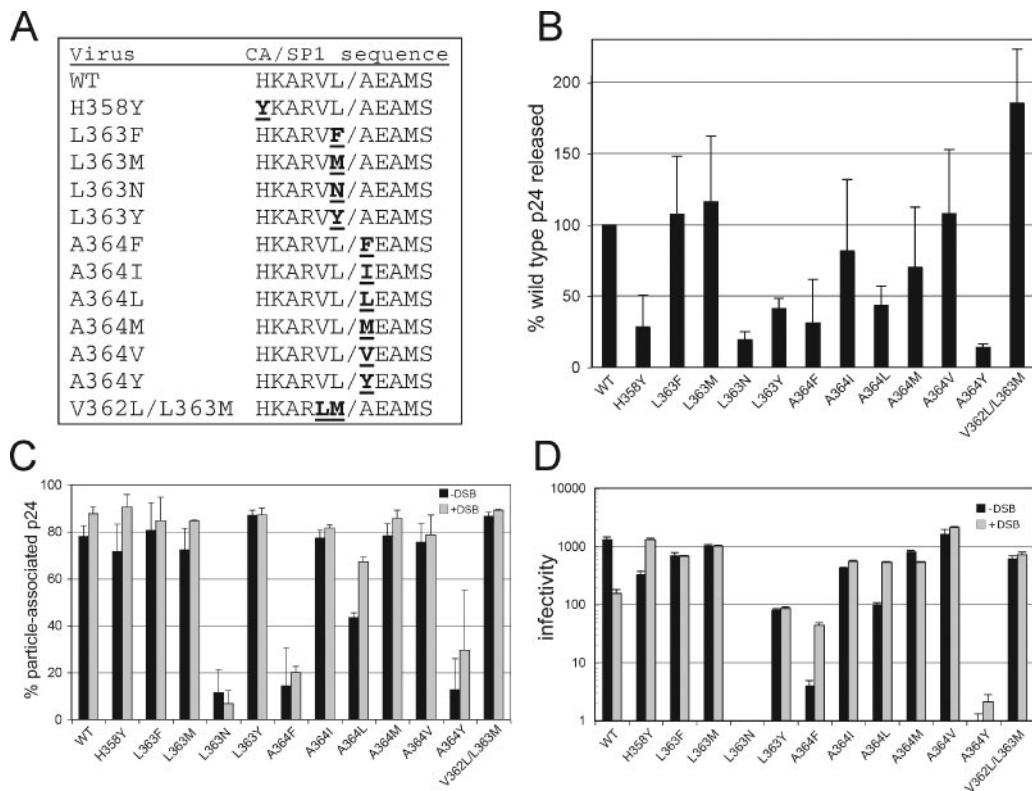 A
Virus CA/SP1 sequence
WT HKARVL/AEAMS
H358Y YKARVL/AEAMS
L363F HKARVF/AEAMS
L363M HKARVM/AEAMS
L363N HKARVN/AEAMS
L363Y HKARVY/AEAMS
A364F HKARVL/FEAMS
A364I HKARVL/IEAMS
A364L HKARVL/LEAMS
A364M HKARVL/MEAMS
A364V HKARVL/VEAMS
A364Y HKARVL/YEAMS
V362L/L363M HKARLM/AEAMS
B
% wild type p24 released
200
150
100
50
0
WT H358Y L363F L363M L363N L363Y A364F A364I A364L A364M A364V A364Y V362L/L363M
C
% particle-associated p24
100
80
60
40
20
0
-DSB
+DSB
WT H358Y L363F L363M L363N L363Y A364F A364I A364L A364M A364V A364Y V362L/L363M
D
infectivity
10000
1000
100
10
1
-DSB
+DSB
WT H358Y L363F L363M L363N L363Y A364F A364I A364L A364M A364V A364Y V362L/L363M